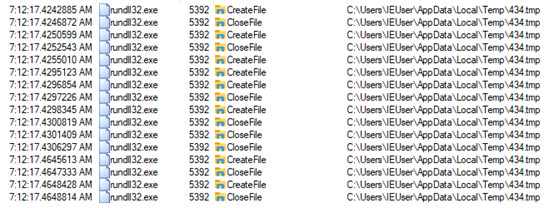 7:12:17.4242885 AM rundll32.exe 5392 CreateFile C:\Users\IEUser\AppData\Local\Temp\434.tmp
7:12:17.4246872 AM rundll32.exe 5392 CloseFile C:\Users\IEUser\AppData\Local\Temp\434.tmp
7:12:17.4250599 AM rundll32.exe 5392 CreateFile C:\Users\IEUser\AppData\Local\Temp\434.tmp
7:12:17.4252543 AM rundll32.exe 5392 CloseFile C:\Users\IEUser\AppData\Local\Temp\434.tmp
7:12:17.4255010 AM rundll32.exe 5392 CreateFile C:\Users\IEUser\AppData\Local\Temp\434.tmp
7:12:17.4295123 AM rundll32.exe 5392 CreateFile C:\Users\IEUser\AppData\Local\Temp\434.tmp
7:12:17.4296854 AM rundll32.exe 5392 CloseFile C:\Users\IEUser\AppData\Local\Temp\434.tmp
7:12:17.4297226 AM rundll32.exe 5392 CloseFile C:\Users\IEUser\AppData\Local\Temp\434.tmp
7:12:17.4298345 AM rundll32.exe 5392 CreateFile C:\Users\IEUser\AppData\Local\Temp\434.tmp
7:12:17.4300819 AM rundll32.exe 5392 CloseFile C:\Users\IEUser\AppData\Local\Temp\434.tmp
7:12:17.4301409 AM rundll32.exe 5392 CloseFile C:\Users\IEUser\AppData\Local\Temp\434.tmp
7:12:17.4306297 AM rundll32.exe 5392 CloseFile C:\Users\IEUser\AppData\Local\Temp\434.tmp
7:12:17.4645613 AM rundll32.exe 5392 CreateFile C:\Users\IEUser\AppData\Local\Temp\434.tmp
7:12:17.4647333 AM rundll32.exe 5392 CloseFile C:\Users\IEUser\AppData\Local\Temp\434.tmp
7:12:17.4648428 AM rundll32.exe 5392 CreateFile C:\Users\IEUser\AppData\Local\Temp\434.tmp
7:12:17.4648814 AM rundll32.exe 5392 CloseFile C:\Users\IEUser\AppData\Local\Temp\434.tmp